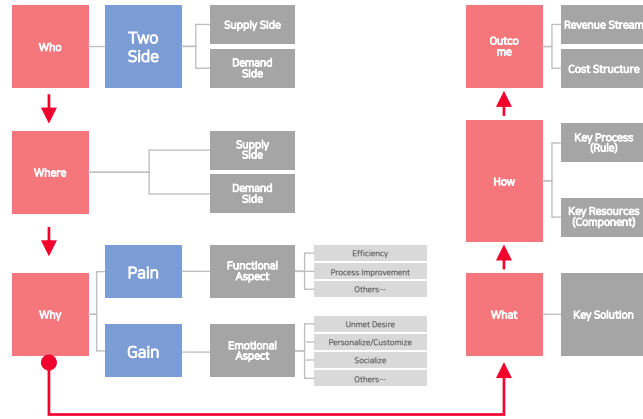 Who
Two
Side
Supply Side
Demand
Side
Where
Supply
Side
Demand
Side
Why
Pain
Functional
Aspect
Efficiency
Process Improvement
Others···
Gain
Emotional
Aspect
Unmet Desire
Personalize/Customize
Socialize
Others···
What
Key Solution
How
Key Process
(Rule)
Key Resources
(Component)
Outco
me
Revenue Stream
Cost Structure